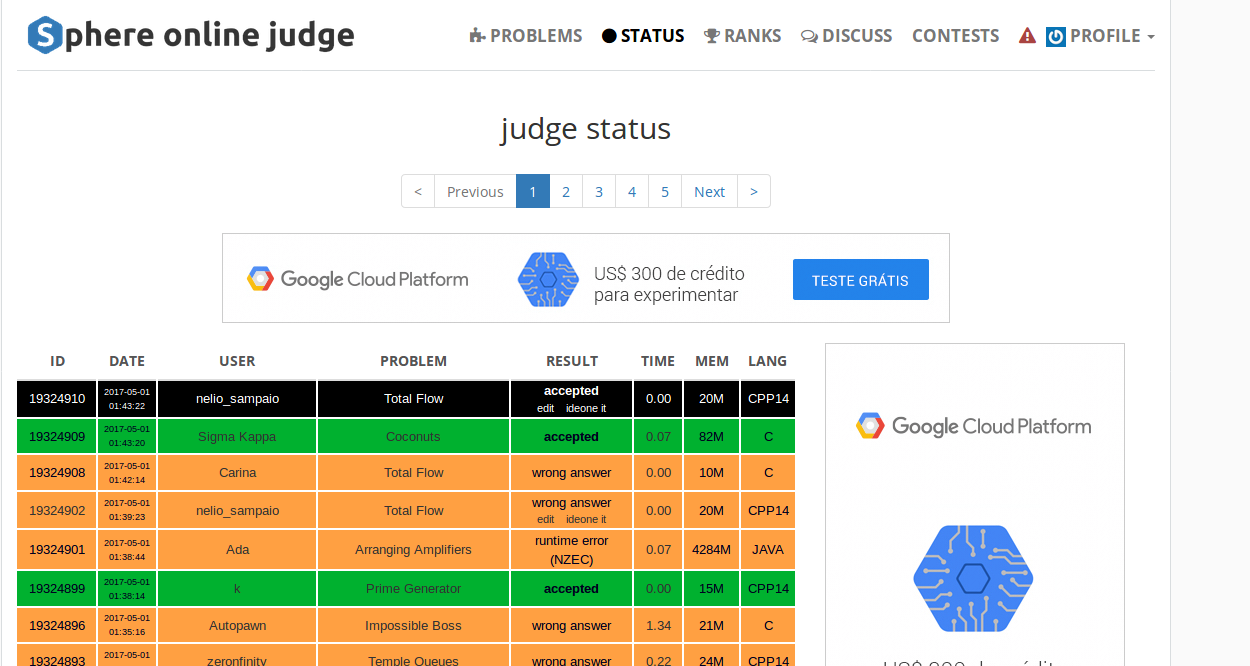 Sphere online judge PROBLEMS STATUS RANKS DISCUSS CONTESTS PROFILE
judge status
< Previous 1 2 3 4 5 Next >
Google Cloud Platform US$ 300 de crédito TESTE GRÁTIS
para experimentar
ID DATE USER PROBLEM RESULT TIME MEM LANG
19324910 2017-05-01 nelio_sampaio Total Flow accepted 0.00 20M CPP14
01:43:22 edit ideone it
19324909 2017-05-01 Sigma Kappa Coconuts accepted 0.07 82M C
01:43:20
19324908 2017-05-01 Carina Total Flow wrong answer 0.00 10M C
01:42:14
19324902 2017-05-01 nelio_sampaio Total Flow wrong answer 0.00 20M CPP14
01:39:23 edit ideone it
19324901 2017-05-01 Ada Arranging Amplifiers runtime error 0.07 4284M JAVA
01:38:44 (NZEC)
19324899 2017-05-01 k Prime Generator accepted 0.00 15M CPP14
01:38:14
19324896 2017-05-01 Autopawn Impossible Boss wrong answer 1.34 21M C
01:35:16
19324893 2017-05-01 zeronfinity Temple Queues wrong answer 0.22 24M CPP14
Google Cloud Platform
US$ 300 de crédito